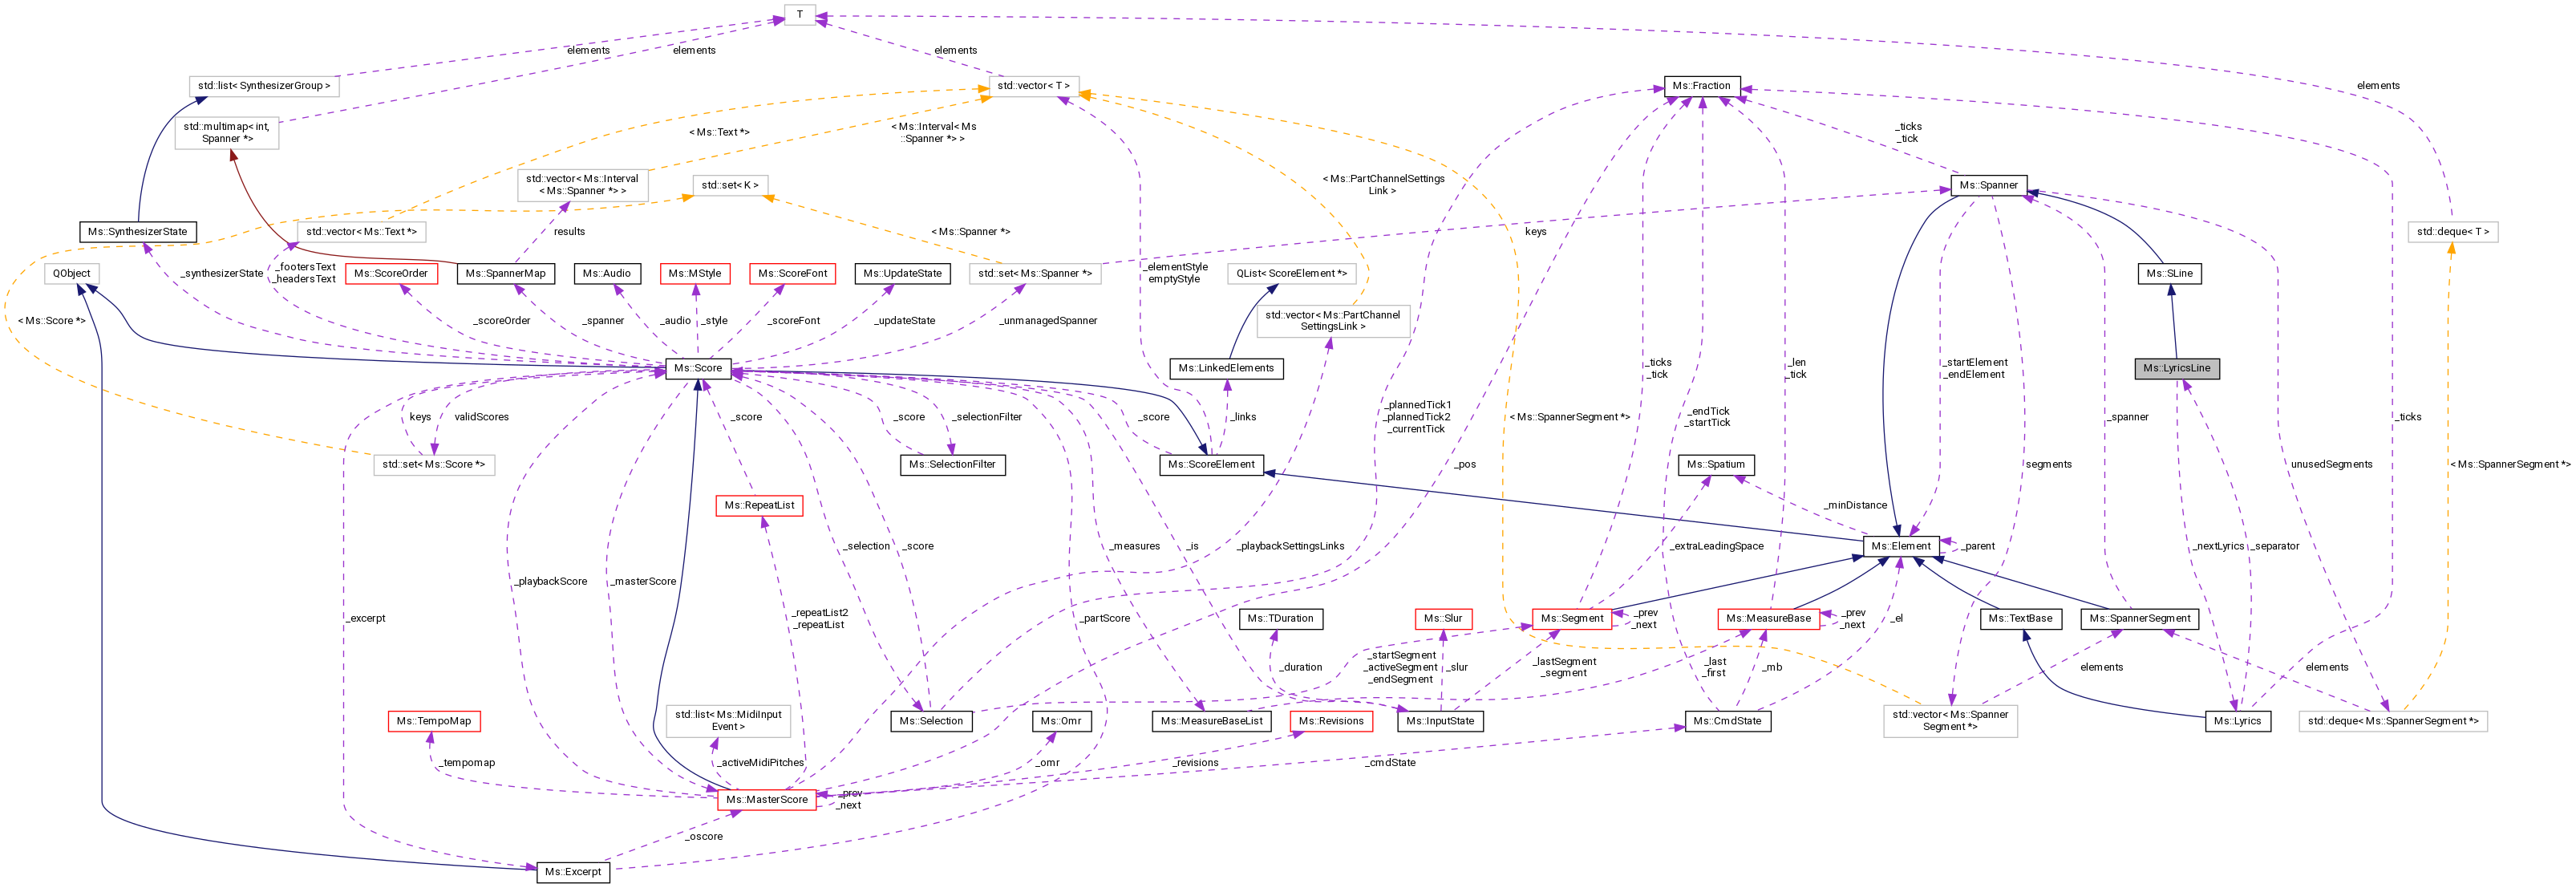 T
elements
elements
elements
elements
std::list< SynthesizerGroup >
std::vector< T >
Ms::Fraction
std::multimap< int,
Spanner *>
< Ms::Text *>
< Ms::Interval< Ms
::Spanner *> >
_ticks
_tick
std::vector< Ms::Interval
< Ms::Spanner *> >
std::set< K >
< Ms::PartChannelSettings
Link >
Ms::Spanner
Ms::SynthesizerState
std::vector< Ms::Text *>
results
< Ms::Spanner *>
keys
std::deque< T >
QObject
_synthesizerState
_footersText
_headersText
Ms::ScoreOrder
Ms::SpannerMap
Ms::Audio
Ms::MStyle
Ms::ScoreFont
Ms::UpdateState
std::set< Ms::Spanner *>
_elementStyle
emptyStyle
QList< ScoreElement *>
Ms::SLine
< Ms::Score *>
_scoreOrder
_spanner
_audio
_style
_scoreFont
_updateState
_unmanagedSpanner
std::vector< Ms::PartChannel
SettingsLink >
Ms::Score
Ms::LinkedElements
_ticks
_tick
_len
_tick
_startElement
_endElement
Ms::LyricsLine
keys
validScores
_score
_score
_selectionFilter
_score
_links
_plannedTick1
_plannedTick2
_currentTick
< Ms::SpannerSegment *>
_endTick
_startTick
_spanner
_ticks
std::set< Ms::Score *>
Ms::SelectionFilter
Ms::ScoreElement
_pos
Ms::Spatium
segments
unusedSegments
< Ms::SpannerSegment *>
Ms::RepeatList
_minDistance
_selection
_score
_measures
_is
_playbackSettingsLinks
_extraLeadingSpace
Ms::Element
_parent
_nextLyrics
_separator
_playbackScore
_masterScore
_excerpt
_repeatList2
_repeatList
_partScore
Ms::TDuration
Ms::Slur
Ms::Segment
_prev
_next
Ms::MeasureBase
_prev
_next
_el
Ms::TextBase
Ms::SpannerSegment
_startSegment
_activeSegment
_endSegment
_duration
_slur
_lastSegment
_segment
_last
_first
_mb
elements
elements
Ms::TempoMap
std::list< Ms::MidiInput
Event >
Ms::Selection
Ms::Omr
Ms::MeasureBaseList
Ms::Revisions
Ms::InputState
Ms::CmdState
std::vector< Ms::Spanner
Segment *>
Ms::Lyrics
std::deque< Ms::SpannerSegment *>
_tempomap
_activeMidiPitches
_omr
_revisions
_cmdState
Ms::MasterScore
_prev
_next
_oscore
Ms::Excerpt